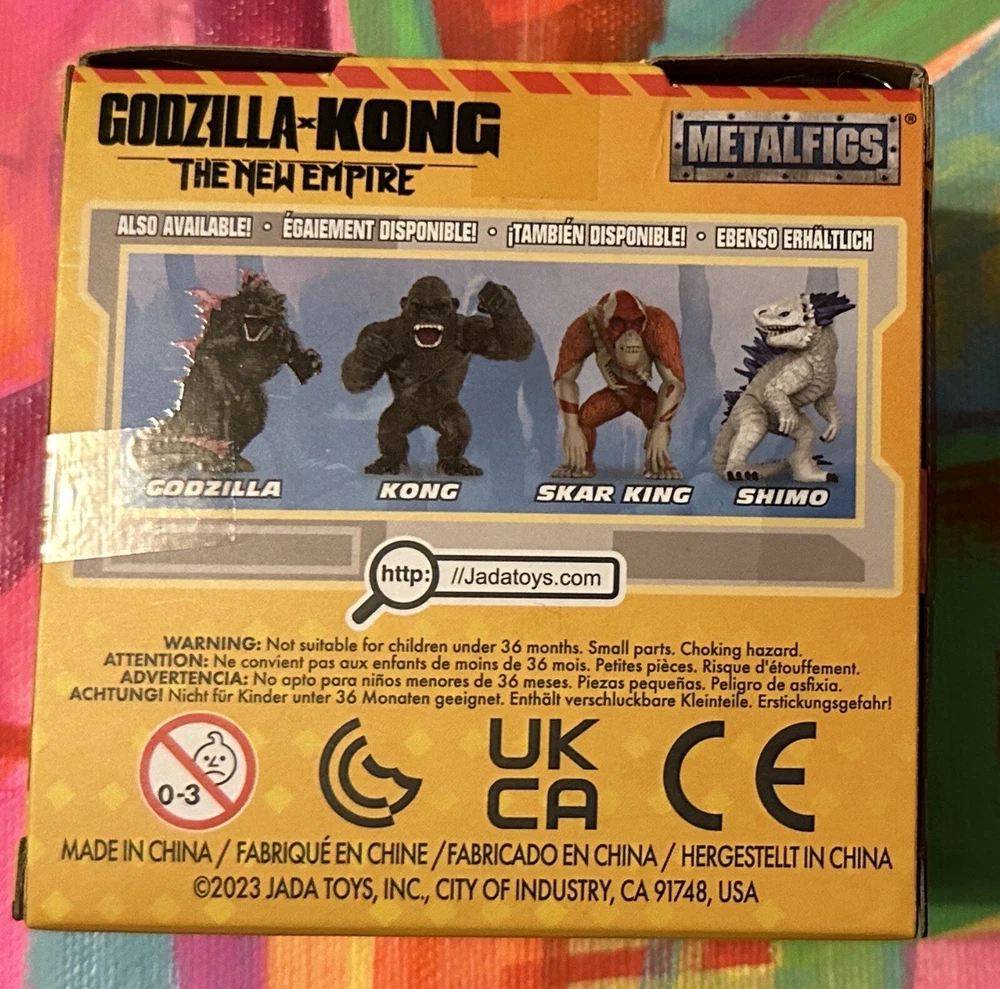 GODZILLA x KONG
THE NEW EMPIRE
METALFIGS®
ALSO AVAILABLE! • ÉGAIEMENT DISPONIBLE! • ¡TAMBIÉN DISPONIBLE! • EBENSO ERHÄLTLICH
GODZILLA KONG SKAR KING SHIMO
http: //Jadatoys.com
WARNING: Not suitable for children under 36 months. Small parts. Choking hazard.
ATTENTION: Ne convient pas aux enfants de moins de 36 mois. Petites pièces. Risque d'étouffement.
ADVERTENCIA: No apto para niños menores de 36 meses. Piezas pequeñas. Peligro de asfixia.
ACHTUNG! Nicht für Kinder unter 36 Monaten geeignet. Enthält verschluckbare Kleinteile. Erstickungsgefahr!
0-3
UK
CA
CE
MADE IN CHINA / FABRIQUÉ EN CHINE / FABRICADO EN CHINA / HERGESTELLT IN CHINA
©2023 JADA TOYS, INC., CITY OF INDUSTRY, CA 91748, USA